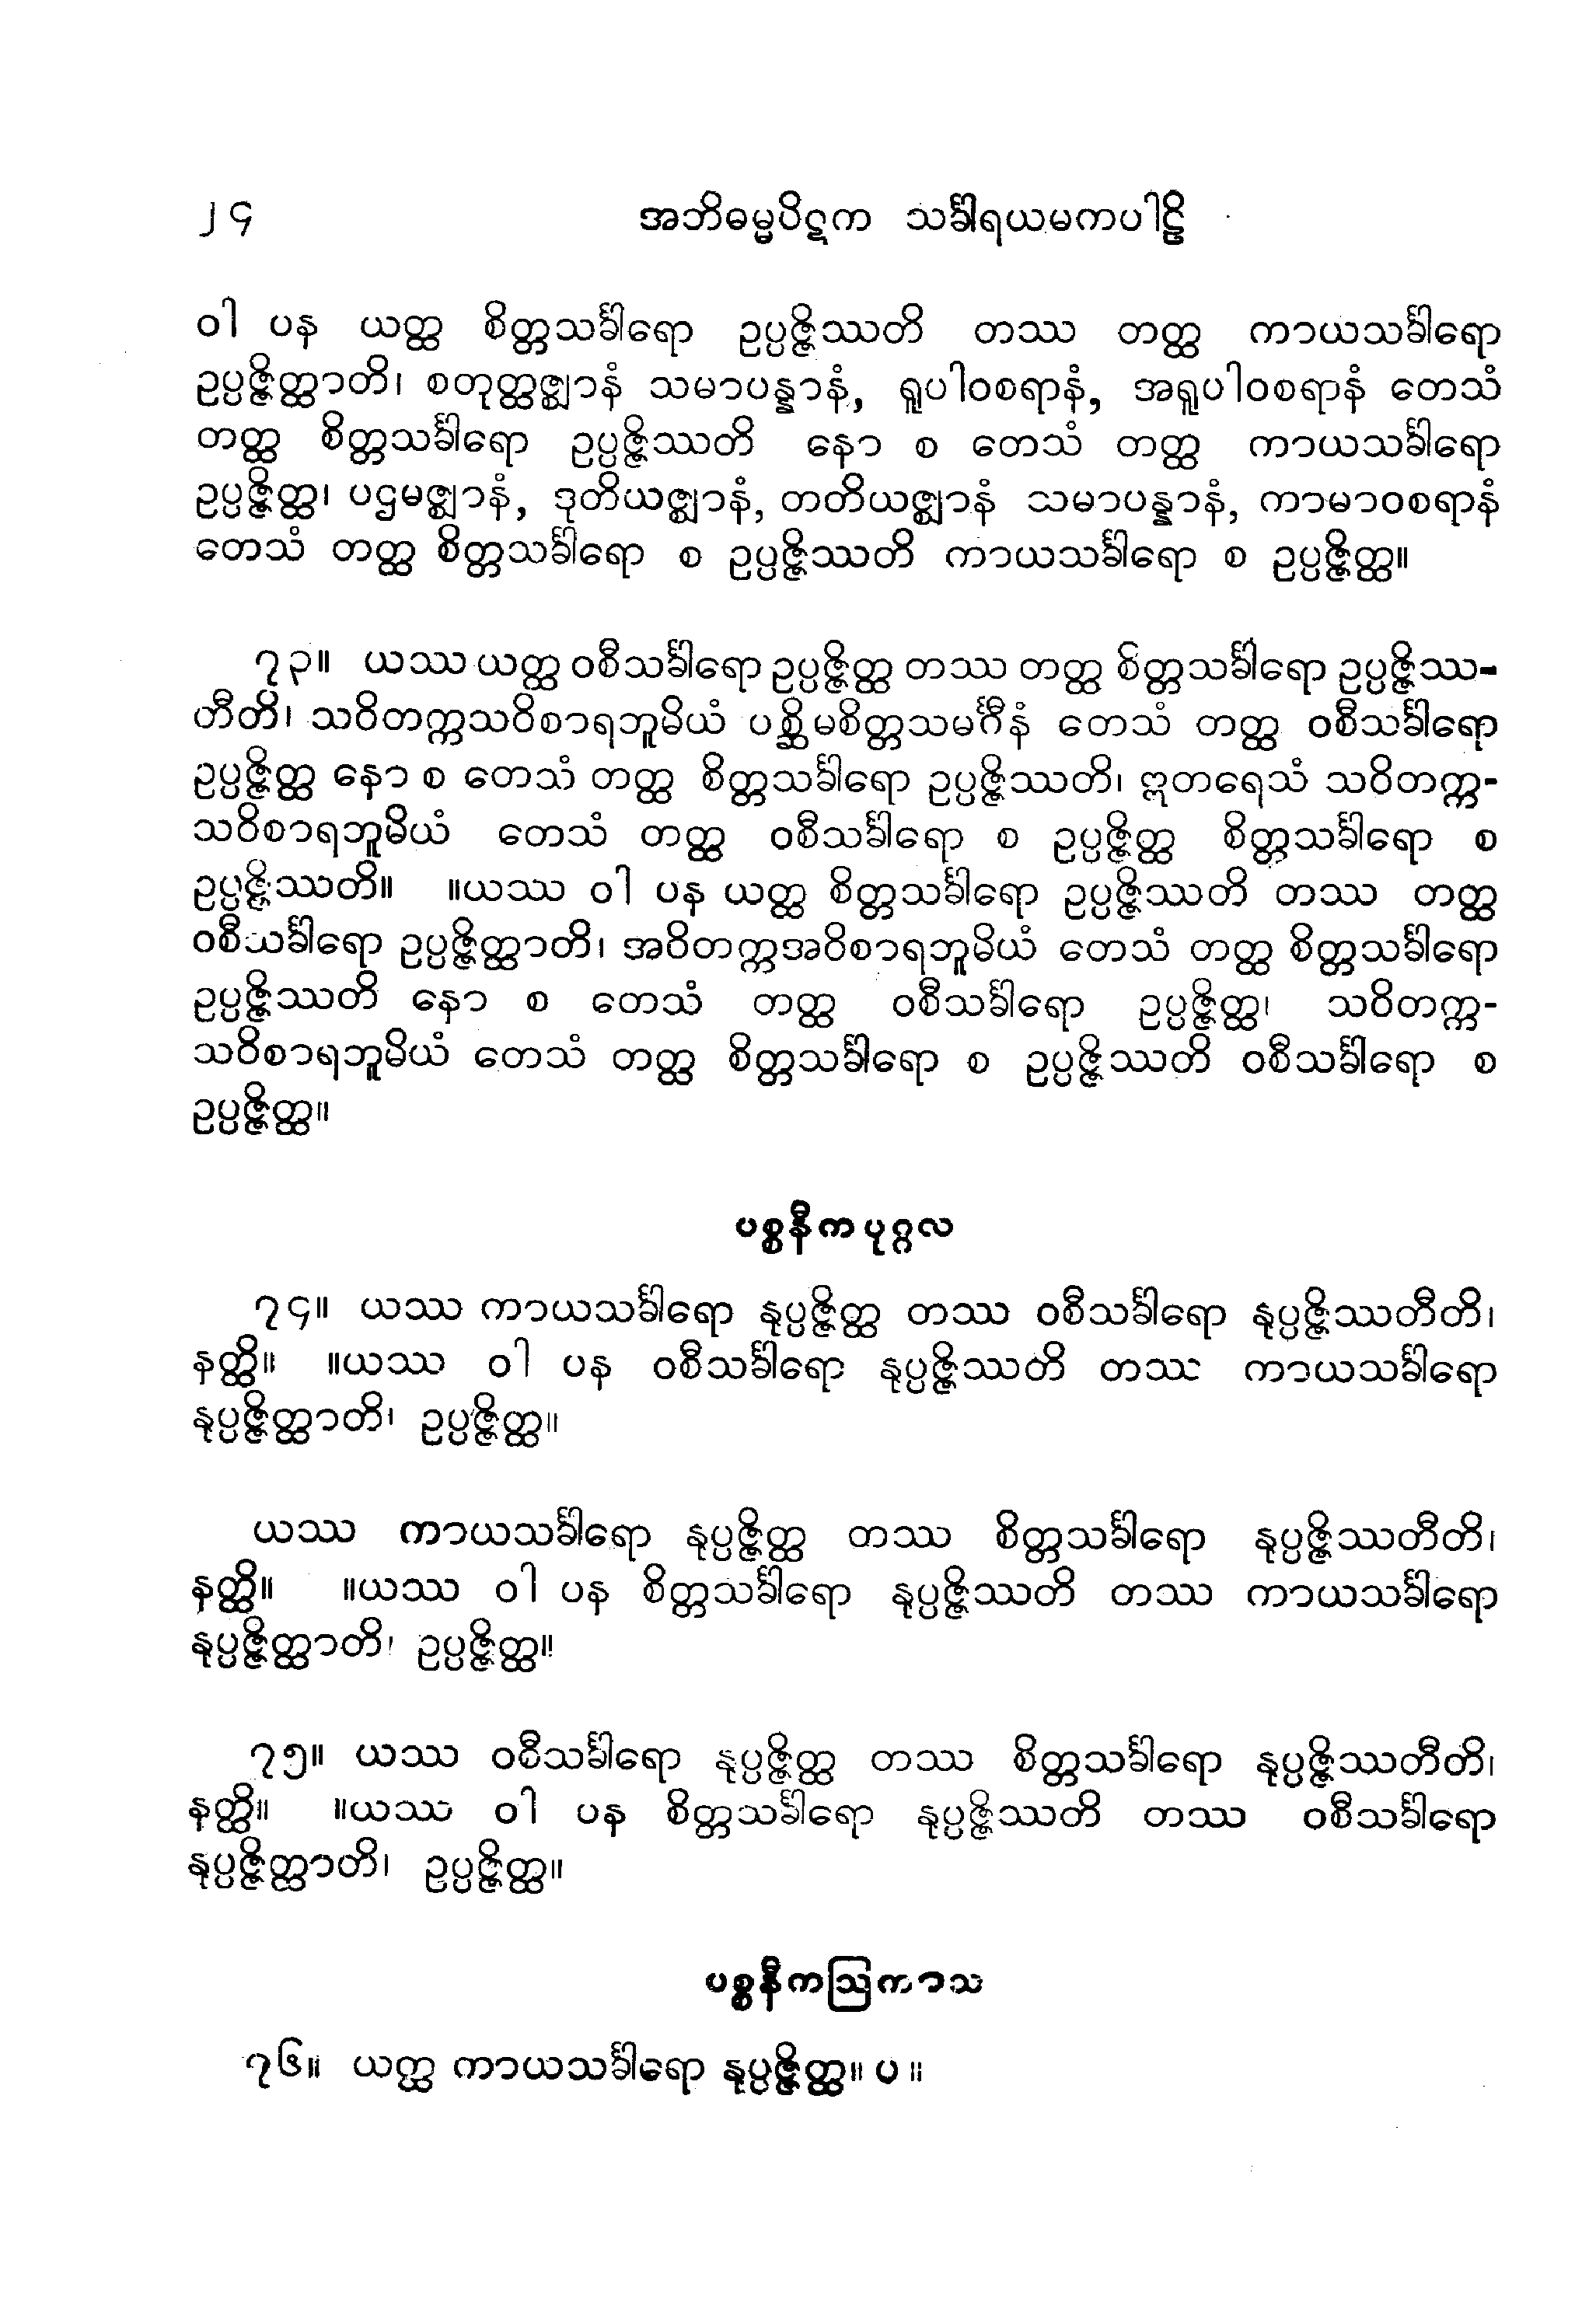 ၂၄ အဘိဓမ္မပိဋက သင်္ခါရယမကပါဠိ
ဝါ ပန ယတ္ထ စိတ္တသင်္ခါရော ဥပ္ပဇ္ဇိဿတိ တဿ တတ္ထ ကာယသင်္ခါရော
ဥပ္ပဇ္ဇိတ္ထာတိ၊ စတုတ္ထဇ္ဈာနံ သမာပန္နာနံ, ရူပါဝစရာနံ, အရူပါဝစရာနံ တေသံ
တတ္ထ စိတ္တသင်္ခါရော ဥပ္ပဇ္ဇိဿတိ နော စ တေသံ တတ္ထ ကာယသင်္ခါရော
ဥပ္ပဇ္ဇိတ္ထ၊ ပဌမဇ္ဈာနံ, ဒုတိယဇ္ဈာနံ, တတိယဇ္ဈာနံ သမာပန္နာနံ, ကာမာဝစရာနံ
တေသံ တတ္ထ စိတ္တသင်္ခါရော စ ဥပ္ပဇ္ဇိဿတိ ကာယသင်္ခါရော စ ဥပ္ပဇ္ဇိတ္ထ။
၇၃။ ယဿ ယတ္ထ ဝစီသင်္ခါရော ဥပ္ပဇ္ဇိတ္ထ တဿ တတ္ထ စိတ္တသင်္ခါရော ဥပ္ပဇ္ဇိဿ-
တီတိ၊ သဝိတက္ကသဝိစာရဘူမိယံ ပစ္ဆိမစိတ္တသမင်္ဂီနံ တေသံ တတ္ထ ဝစီသင်္ခါရော
ဥပ္ပဇ္ဇိတ္ထ နော စ တေသံ တတ္ထ စိတ္တသင်္ခါရော ဥပ္ပဇ္ဇိဿတိ၊ ဣတရေသံ သဝိတက္က-
သဝိစာရဘူမိယံ တေသံ တတ္ထ ဝစီသင်္ခါရော စ ဥပ္ပဇ္ဇိတ္ထ စိတ္တသင်္ခါရော စ
ဥပ္ပဇ္ဇိဿတိ။ ။ယဿ ဝါ ပန ယတ္ထ စိတ္တသင်္ခါရော ဥပ္ပဇ္ဇိဿတိ တဿ တတ္ထ
ဝစီသင်္ခါရော ဥပ္ပဇ္ဇိတ္ထာတိ၊ အဝိတက္ကအဝိစာရဘူမိယံ တေသံ တတ္ထ စိတ္တသင်္ခါရော
ဥပ္ပဇ္ဇိဿတိ နော စ တေသံ တတ္ထ ဝစီသင်္ခါရော ဥပ္ပဇ္ဇိတ္ထ၊ သဝိတက္က-
သဝိစာရဘူမိယံ တေသံ တတ္ထ စိတ္တသင်္ခါရော စ ဥပ္ပဇ္ဇိဿတိ ဝစီသင်္ခါရော စ
ဥပ္ပဇ္ဇိတ္ထ။
ပစ္စနီကပုဂ္ဂလ
၇၄။ ယဿ ကာယသင်္ခါရော နုပ္ပဇ္ဇိတ္ထ တဿ ဝစီသင်္ခါရော နုပ္ပဇ္ဇိဿတီတိ၊
နတ္ထိ။ ။ယဿ ဝါ ပန ဝစီသင်္ခါရော နုပ္ပဇ္ဇိဿတိ တဿ ကာယသင်္ခါရော
နုပ္ပဇ္ဇိတ္ထာတိ၊ ဥပ္ပဇ္ဇိတ္ထ။
ယဿ ကာယသင်္ခါရော နုပ္ပဇ္ဇိတ္ထ တဿ စိတ္တသင်္ခါရော နုပ္ပဇ္ဇိဿတီတိ၊
နတ္ထိ။ ။ယဿ ဝါ ပန စိတ္တသင်္ခါရော နုပ္ပဇ္ဇိဿတိ တဿ ကာယသင်္ခါရော
နုပ္ပဇ္ဇိတ္ထာတိ၊ ဥပ္ပဇ္ဇိတ္ထ။
၇၅။ ယဿ ဝစီသင်္ခါရော နုပ္ပဇ္ဇိတ္ထ တဿ စိတ္တသင်္ခါရော နုပ္ပဇ္ဇိဿတီတိ၊
နတ္ထိ။ ။ယဿ ဝါ ပန စိတ္တသင်္ခါရော နုပ္ပဇ္ဇိဿတိ တဿ ဝစီသင်္ခါရော
နုပ္ပဇ္ဇိတ္ထာတိ၊ ဥပ္ပဇ္ဇိတ္ထ။
ပစ္စနီကဩကာသ
၇၆။ ယတ္ထ ကာယသင်္ခါရော နုပ္ပဇ္ဇိတ္ထ။ ပ ။